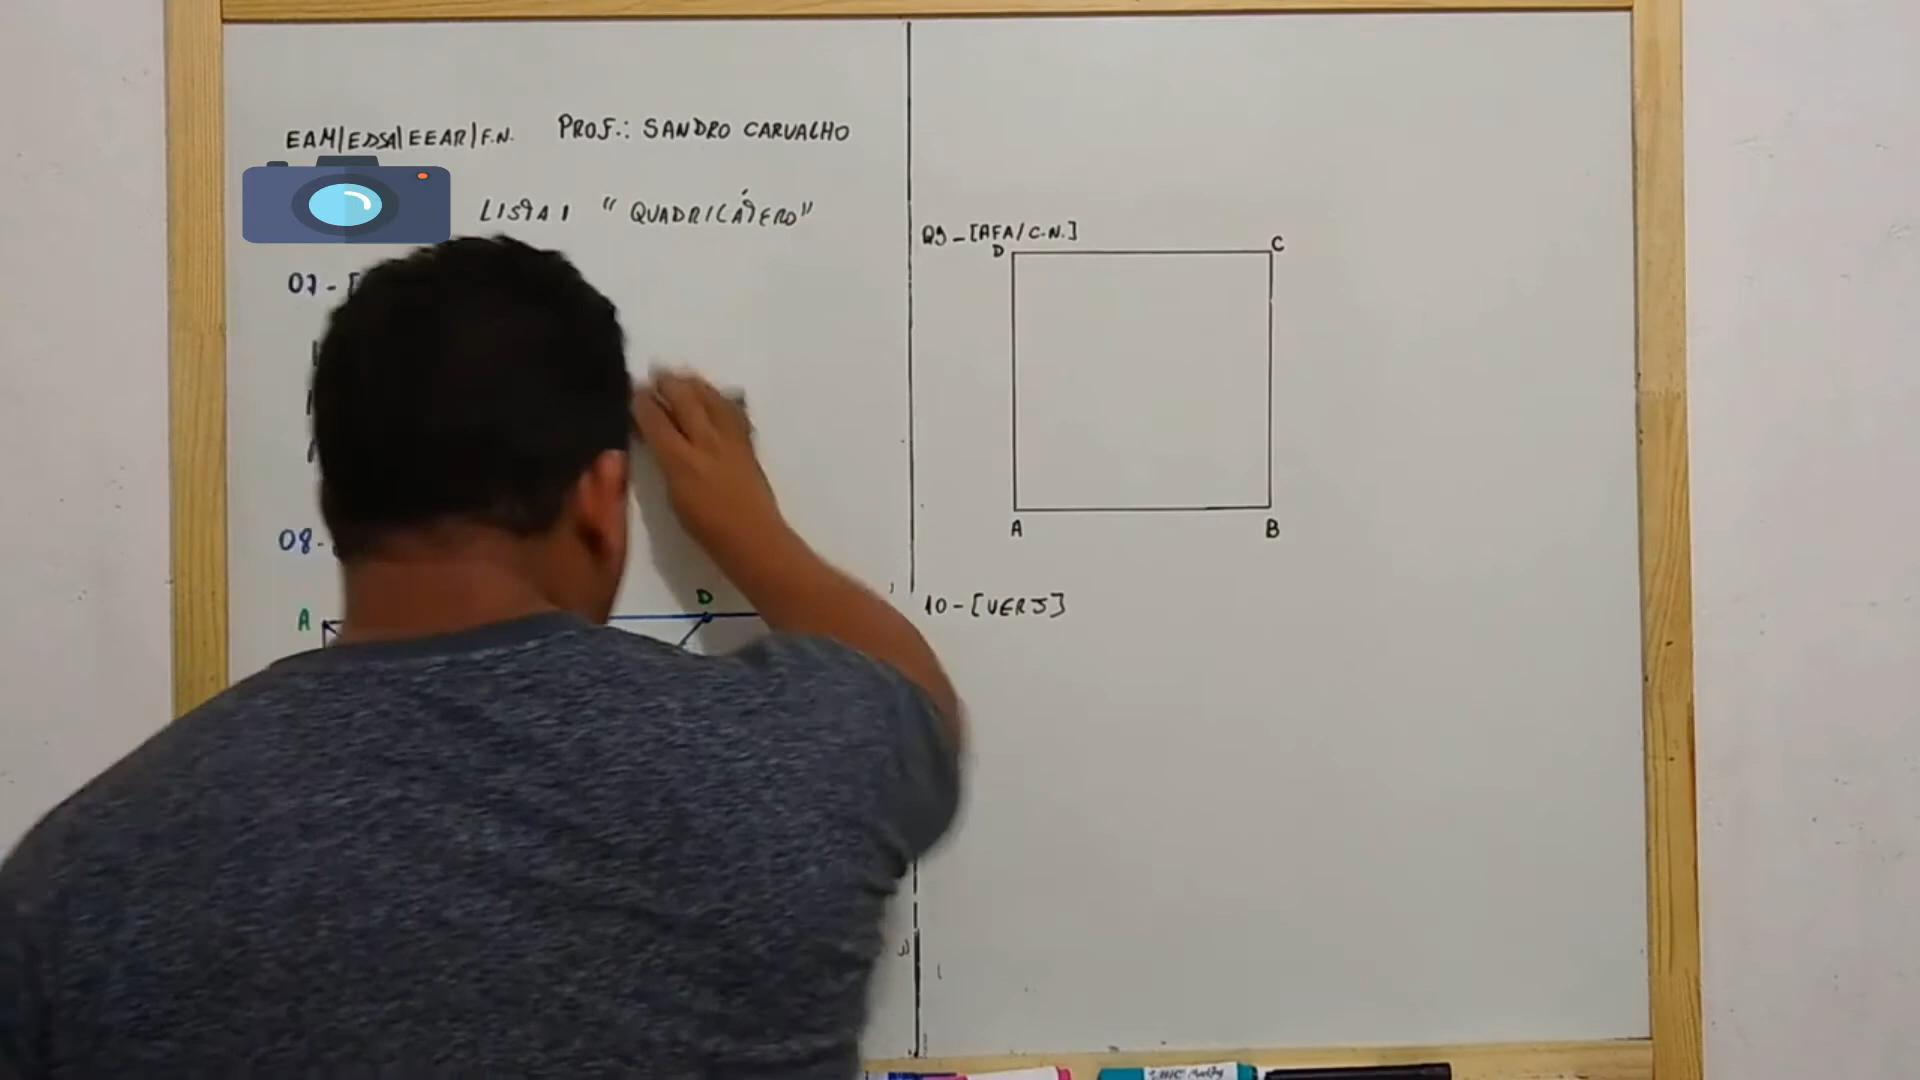 EAM/EDSA/EEAR/F.N. PROF.: SANDRO CARVALHO
LISTA 1 " QUADRILÁTERO"
07 - [
08 -
A
D
09 - [AFA/C.N.]
D
C
A
B
10 - [UERJ]